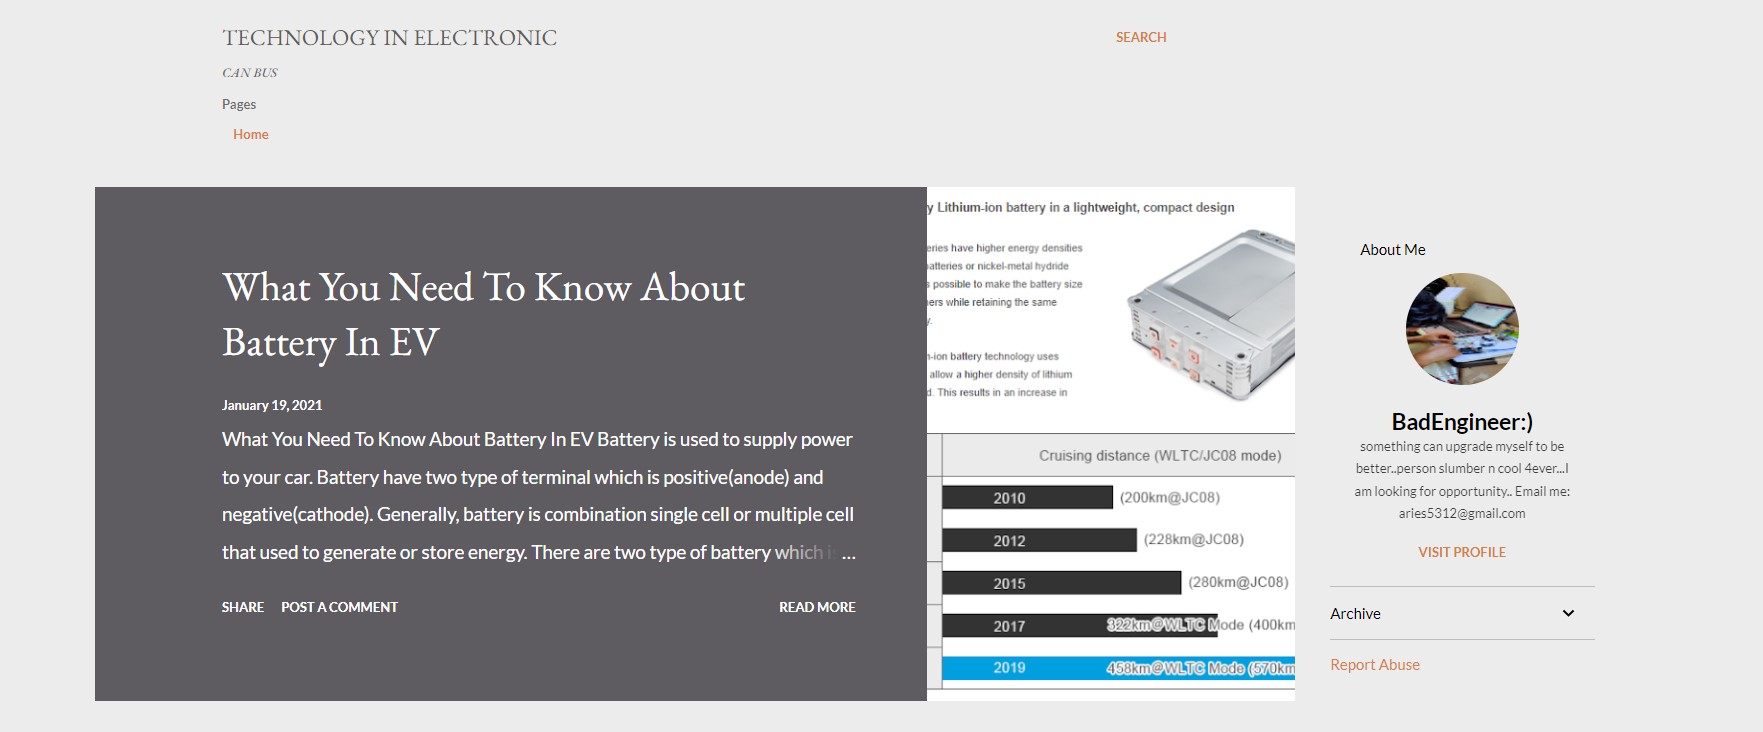 TECHNOLOGY IN ELECTRONIC
SEARCH
CAN BUS
Pages
Home
What You Need To Know About
Battery In EV
January 19, 2021
What You Need To Know About Battery In EV Battery is used to supply power
to your car. Battery have two type of terminal which is positive(anode) and
negative(cathode). Generally, battery is combination single cell or multiple cell
that used to generate or store energy. There are two type of battery which is ...
SHARE POST A COMMENT READ MORE
y Lithium-ion battery in a lightweight, compact design
eries have higher energy densities
batteries or nickel-metal hydride
s possible to make the battery size
ners while retaining the same
y.
n-ion battery technology uses
allow a higher density of lithium
d. This results in an increase in
Cruising distance (WLTC/JC08 mode)
2010 (200km@JC08)
2012 (228km@JC08)
2015 (280km@JC08)
2017 322km@WLTC Mode (400km
2019 458km@WLTC Mode (570km
About Me
BadEngineer:)
something can upgrade myself to be
better..person slumber n cool 4ever...I
am looking for opportunity.. Email me:
aries5312@gmail.com
VISIT PROFILE
Archive
Report Abuse